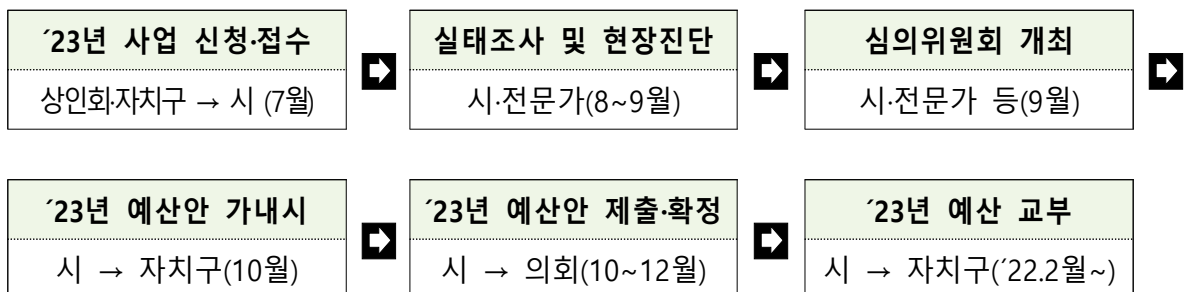 ´23년 사업 신청·접수
상인회·자치구 → 시 (7월)
실태조사 및 현장진단
시·전문가(8~9월)
심의위원회 개최
시·전문가 등(9월)
´23년 예산안 가내시
시 → 자치구(10월)
´23년 예산안 제출·확정
시 → 의회(10~12월)
´23년 예산 교부
시 → 자치구(´22.2월~)